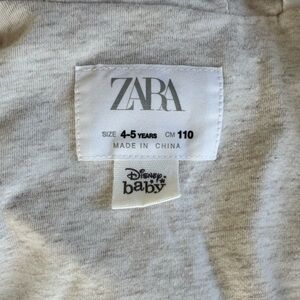 ZARA
SIZE 4-5 YEARS CM 110
MADE IN CHINA
Disney
baby